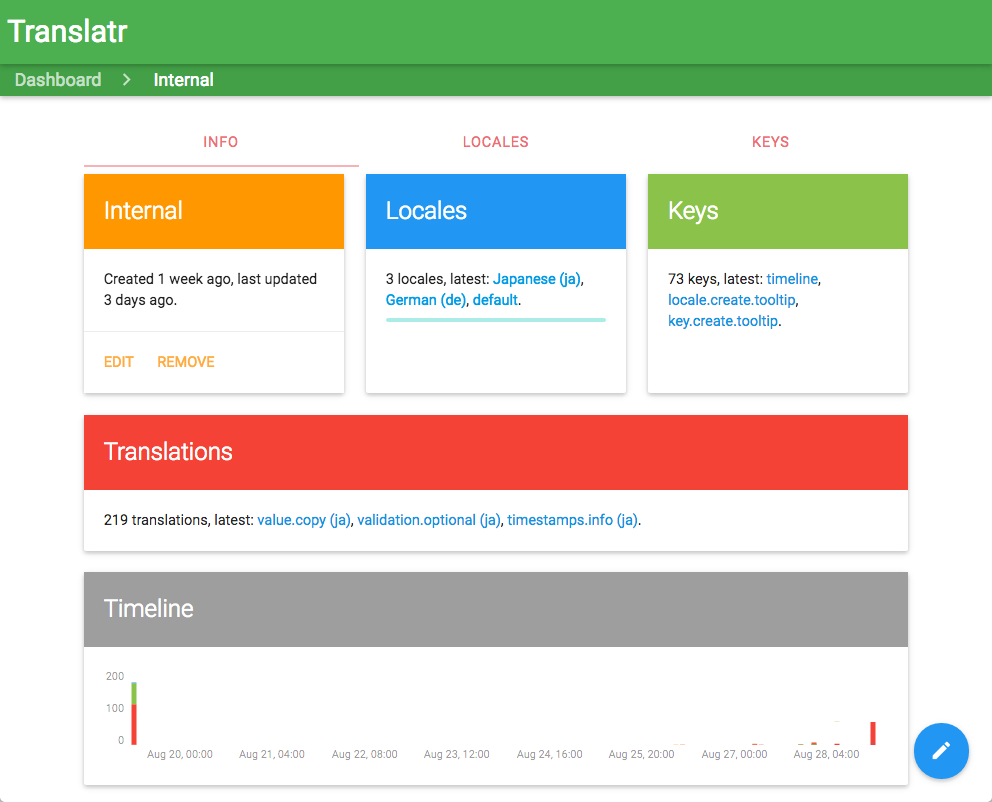 Translatr
Dashboard > Internal
INFO LOCALES KEYS
Internal
Created 1 week ago, last updated
3 days ago.
EDIT REMOVE
Locales
3 locales, latest: Japanese (ja),
German (de), default.
Keys
73 keys, latest: timeline,
locale.create.tooltip,
key.create.tooltip.
Translations
219 translations, latest: value.copy (ja), validation.optional (ja), timestamps.info (ja).
Timeline
200
100
0
Aug 20, 00:00 Aug 21, 04:00 Aug 22, 08:00 Aug 23, 12:00 Aug 24, 16:00 Aug 25, 20:00 Aug 27, 00:00 Aug 28, 04:00